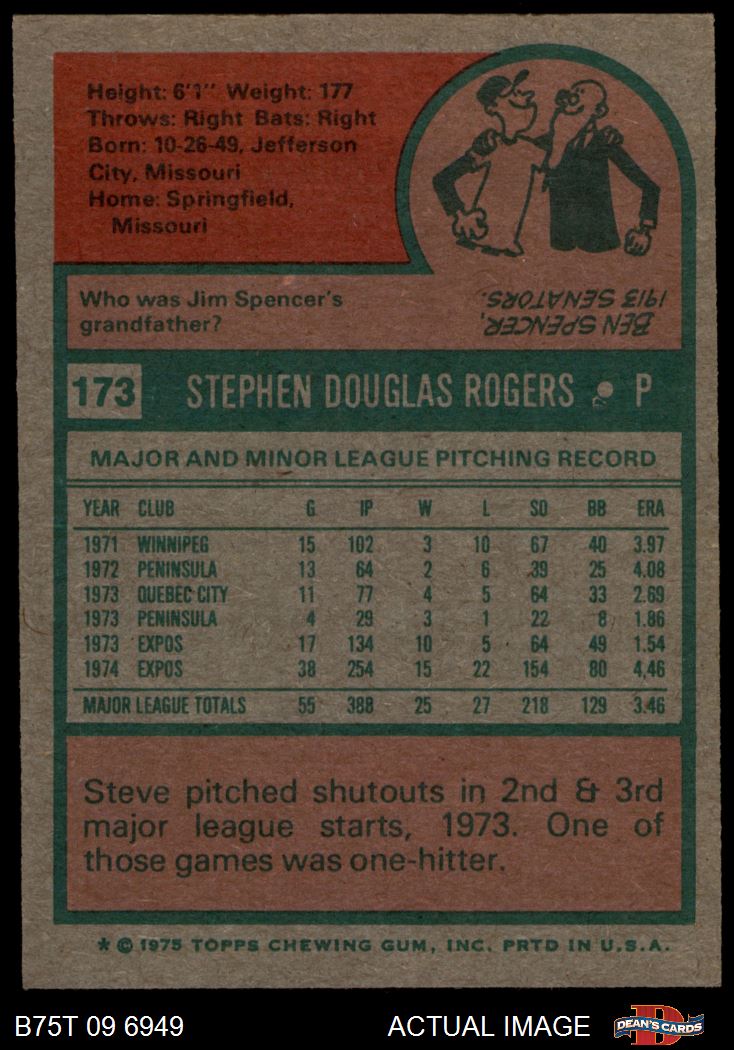 Height: 6'1" Weight: 177
Throws: Right Bats: Right
Born: 10-26-49, Jefferson
City, Missouri
Home: Springfield,
Missouri
Who was Jim Spencer's
grandfather?
BEN SPENCER,
1913 SENATORS.
173 STEPHEN DOUGLAS ROGERS • P
MAJOR AND MINOR LEAGUE PITCHING RECORD
YEAR CLUB G IP W L SO BB ERA
1971 WINNIPEG 15 102 3 10 67 40 3.97
1972 PENINSULA 13 64 2 6 39 25 4.08
1973 QUEBEC CITY 11 77 4 5 64 33 2.69
1973 PENINSULA 4 29 3 1 22 8 1.86
1973 EXPOS 17 134 10 5 64 49 1.54
1974 EXPOS 38 254 15 22 154 80 4.46
MAJOR LEAGUE TOTALS 55 388 25 27 218 129 3.46
Steve pitched shutouts in 2nd & 3rd
major league starts, 1973. One of
those games was one-hitter.
* © 1975 TOPPS CHEWING GUM, INC. PRTD IN U.S.A.
B75T 09 6949 ACTUAL IMAGE D DEAN'S CARDS